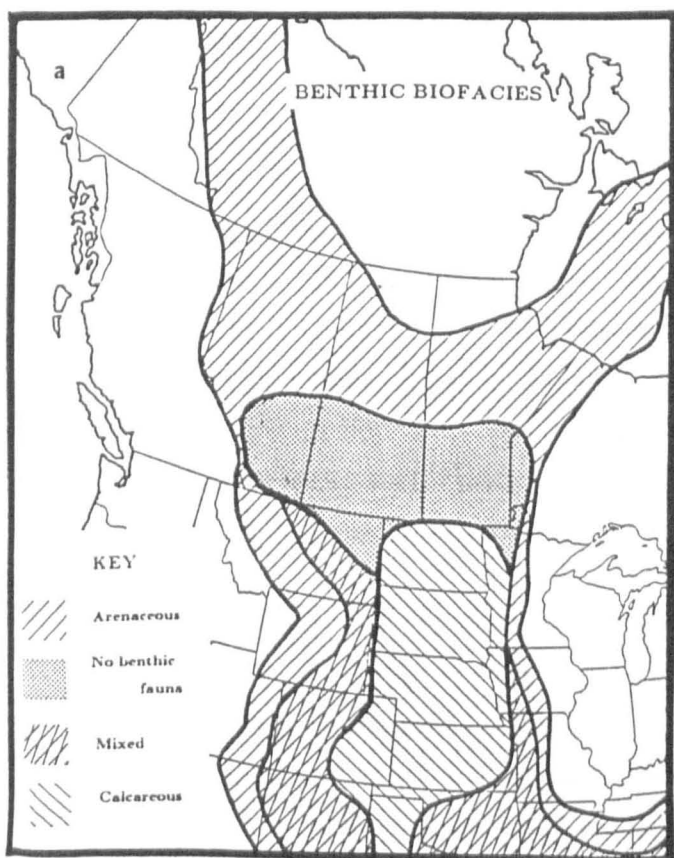 a
BENTHIC BIOFACIES
KEY
Arenaceous
No benthic
fauna
Mixed
Calcareous